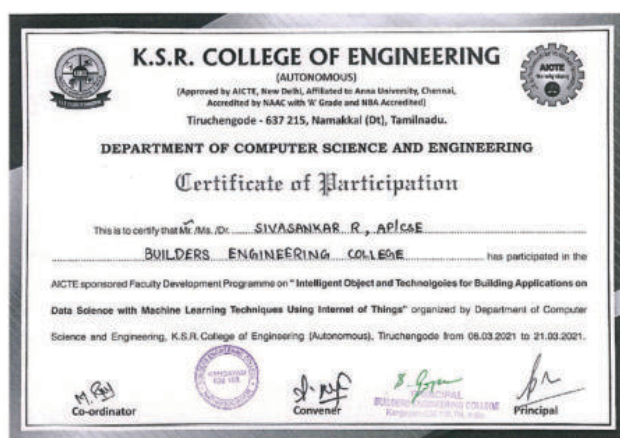 K.S.R. COLLEGE OF ENGINEERING
(AUTONOMOUS)
(Approved by AICTE, New Delhi, Affiliated to Anna University, Chennai,
Accredited by NAAC with 'A' Grade and NBA Accredited)
Tiruchengode - 637 215, Namakkal (Dt), Tamilnadu.
AICTE
DEPARTMENT OF COMPUTER SCIENCE AND ENGINEERING
Certificate of Participation
This is to certify that Mr. /Ms. /Dr. SIVASANKAR R, AP/CSE
BUILDERS ENGINEERING COLLEGE has participated in the
AICTE sponsored Faculty Development Programme on " Intelligent Object and Technolgoies for Building Applications on
Data Science with Machine Learning Techniques Using Internet of Things" organized by Department of Computer
Science and Engineering, K.S.R. College of Engineering (Autonomous), Tiruchengode from 08.03.2021 to 21.03.2021.
KANGAYAM
638 108
PRINCIPAL
BUILDERS ENGINEERING COLLEGE
Co-ordinator
Convener
Principal